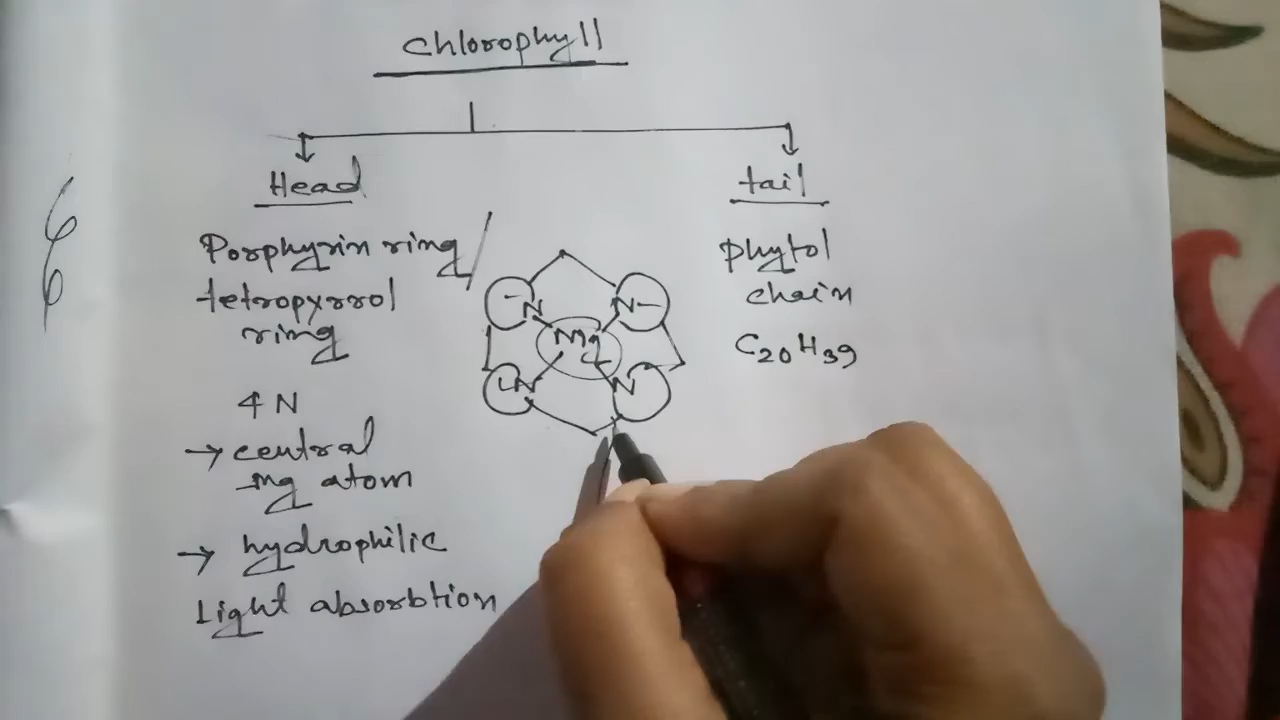 Chlorophyll
Head
Porphyrin ring /
tetropyrrol
ring
4 N
→ central
mg atom
→ hydrophilic
Light absorbtion
N
N
Mg
N
N
tail
phytol
chain
C20H39